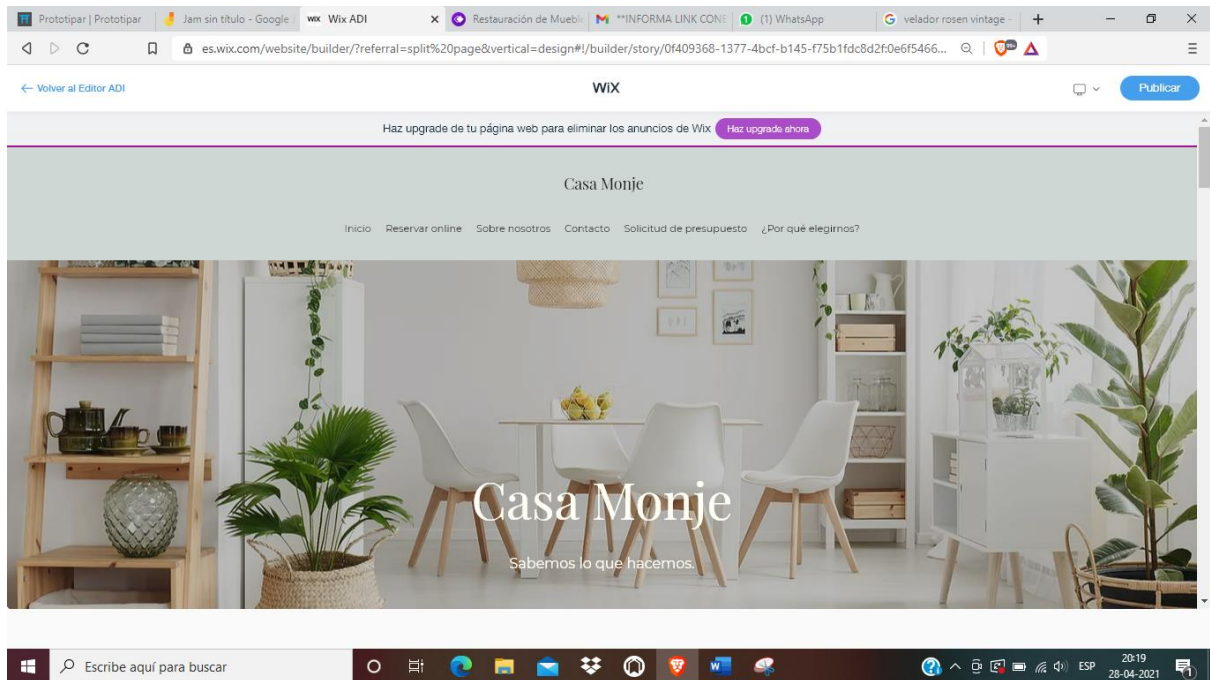 Prototipar | Prototipar
Jam sin título - Google
WiX Wix ADI
Restauración de Mueble
**INFORMA LINK CONE
(1) WhatsApp
velador rosen vintage -
es.wix.com/website/builder/?referral=split%20page&vertical=design#!/builder/story/0f409368-1377-4bcf-b145-f75b1fdc8d2f:0e6f5466...
← Volver al Editor ADI
WiX
Publicar
Haz upgrade de tu página web para eliminar los anuncios de Wix Haz upgrade ahora
Casa Monje
Inicio Reservar online Sobre nosotros Contacto Solicitud de presupuesto ¿Por qué elegirnos?
Casa Monje
Sabemos lo que hacemos.
Escribe aquí para buscar
ESP
20:19
28-04-2021